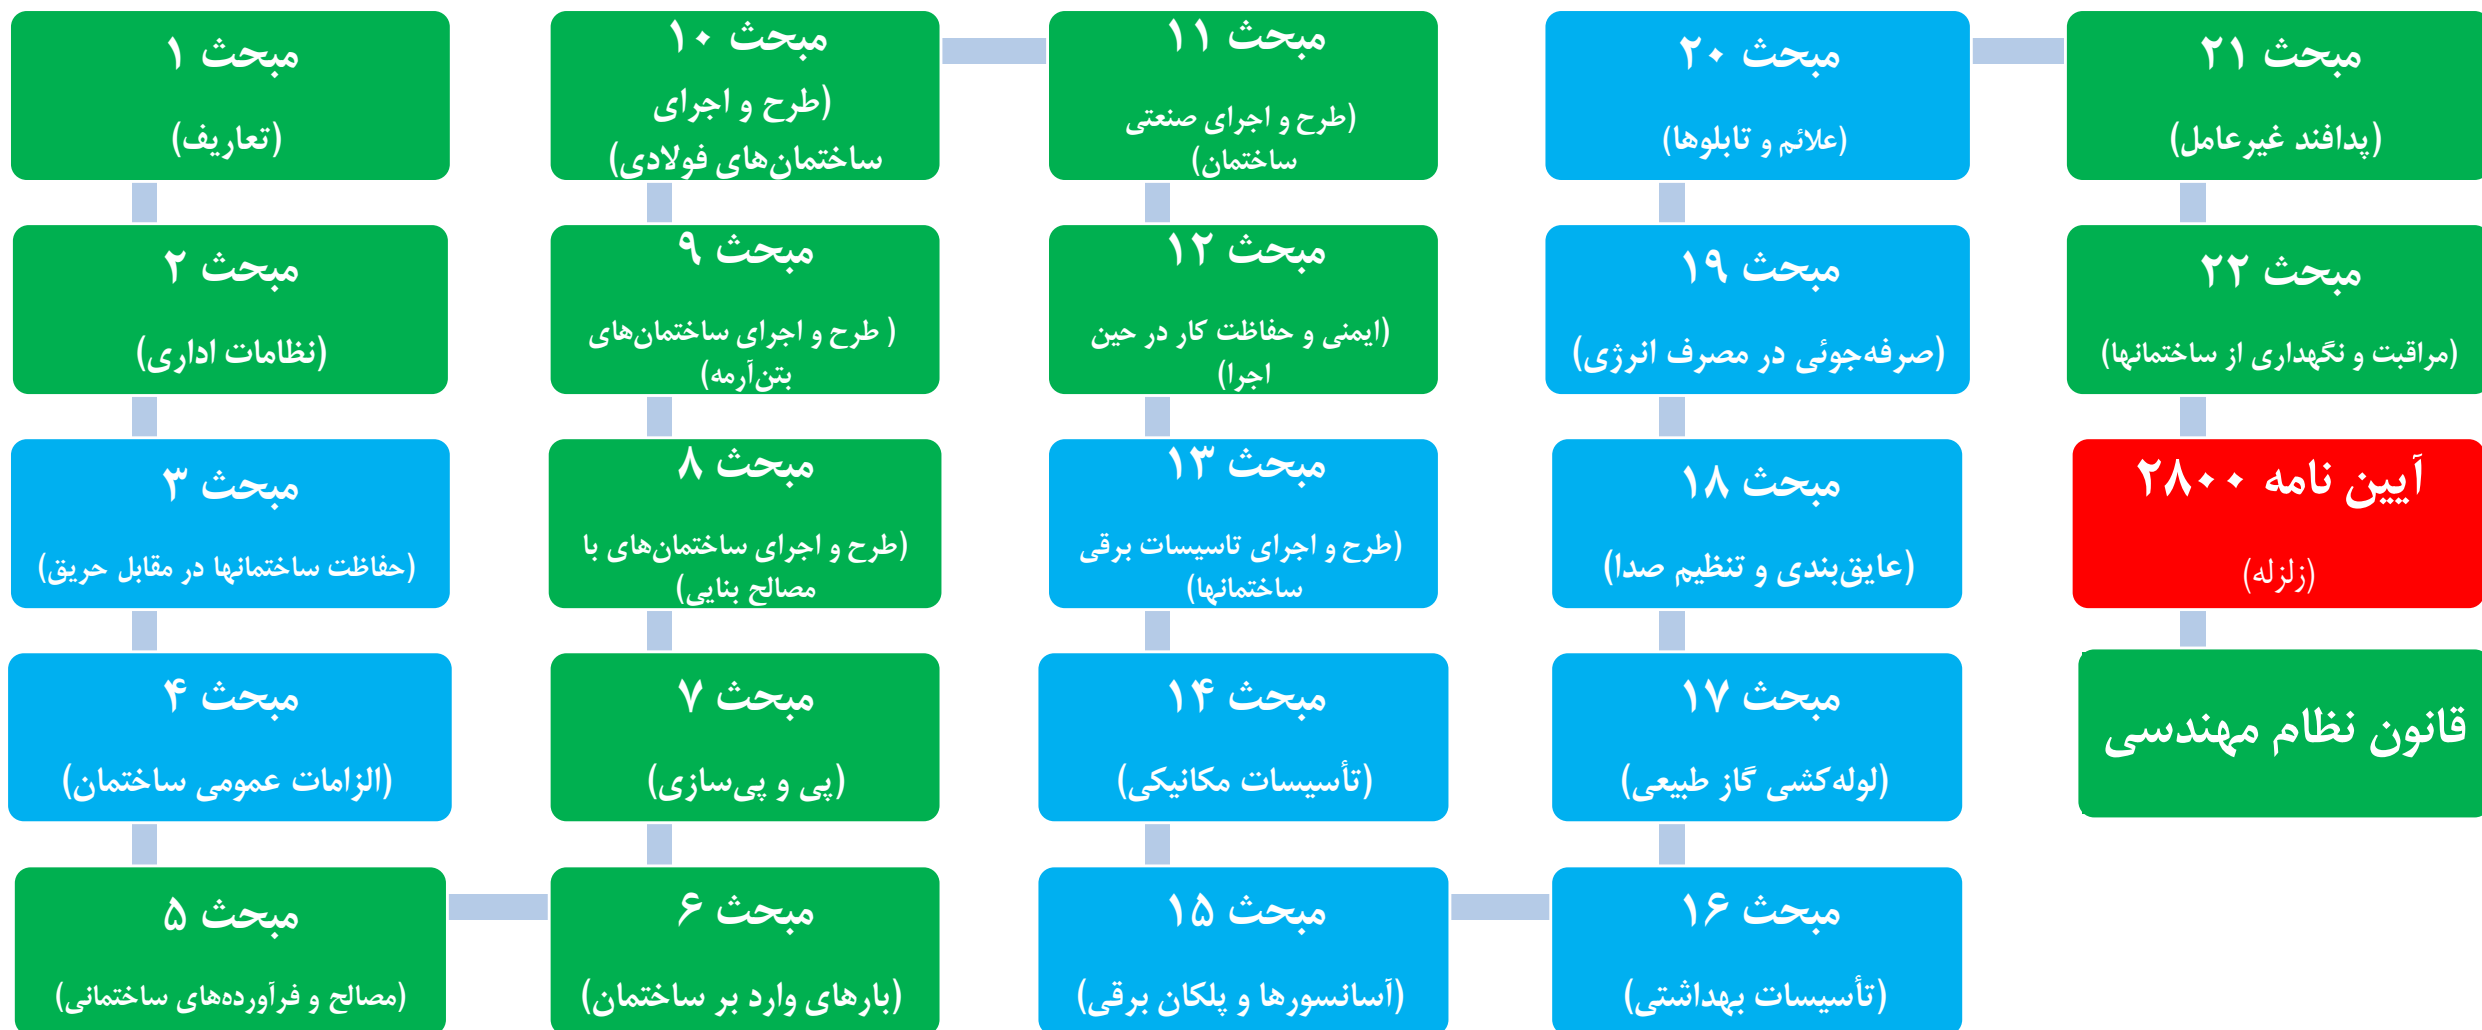 مبحث ۱
(تعاریف)
مبحث ۲
(نظامات اداری)
مبحث ۳
(حفاظت ساختمانها در مقابل حریق)
مبحث ۴
(الزامات عمومی ساختمان)
مبحث ۵
(مصالح و فرآورده‌های ساختمانی)
مبحث ۶
(بارهای وارد بر ساختمان)
مبحث ۷
(پی و پی‌سازی)
مبحث ۸
(طرح و اجرای ساختمان‌های با
مصالح بنایی)
مبحث ۹
( طرح و اجرای ساختمان‌های
بتن‌آرمه)
مبحث ۱۰
(طرح و اجرای
ساختمان‌های فولادی)
مبحث ۱۱
(طرح و اجرای صنعتی
ساختمان)
مبحث ۱۲
(ایمنی و حفاظت کار در حین
اجرا)
مبحث ۱۳
(طرح و اجرای تاسیسات برقی
ساختمانها)
مبحث ۱۴
(تأسیسات مکانیکی)
مبحث ۱۵
(آسانسورها و پلکان برقی)
مبحث ۱۶
(تأسیسات بهداشتی)
مبحث ۱۷
(لوله‌کشی گاز طبیعی)
مبحث ۱۸
(عایق‌بندی و تنظیم صدا)
مبحث ۱۹
(صرفه‌جوئی در مصرف انرژی)
مبحث ۲۰
(علائم و تابلوها)
مبحث ۲۱
(پدافند غیرعامل)
مبحث ۲۲
(مراقبت و نگهداری از ساختمانها)
آیین نامه ۲۸۰۰
(زلزله)
قانون نظام مهندسی